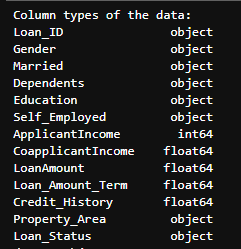 Column types of the data:
Loan_ID object
Gender object
Married object
Dependents object
Education object
Self_Employed object
ApplicantIncome int64
CoapplicantIncome float64
LoanAmount float64
Loan_Amount_Term float64
Credit_History float64
Property_Area object
Loan_Status object